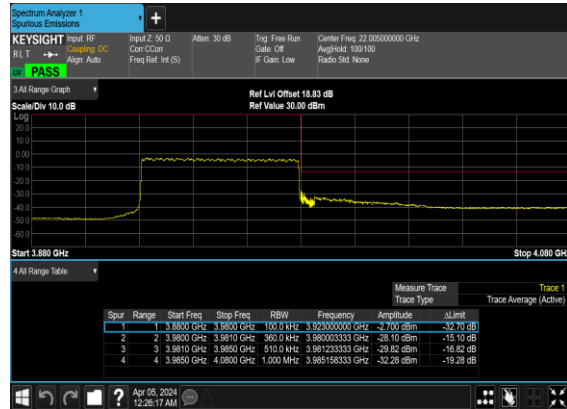 Spectrum Analyzer 1
Spurious Emissions
KEYSIGHT Input: RF Input Z: 50 Ω Atten: 30 dB Trig: Free Run Center Freq: 22.005000000 GHz
RLT Coupling: DC Corr CCorr Gate: Off Avg|Hold: 100/100
Align: Auto Freq Ref: Int (S) IF Gain: Low Radio Std: None
PASS
3 All Range Graph
Ref Lvl Offset 18.83 dB
Scale/Div 10.0 dB Ref Value 30.00 dBm
Log
20.0
10.0
0.00
-10.0
-20.0
-30.0
-40.0
-50.0
-60.0
Start 3.880 GHz Stop 4.080 GH
4 All Range Table
Measure Trace Trace 1
Trace Type Trace Average (Active)
Spur Range Start Freq Stop Freq RBW Frequency Amplitude ΔLimit
1 1 3.8800 GHz 3.9800 GHz 100.0 kHz 3.923000000 GHz -2.700 dBm -32.70 dB
2 2 3.9800 GHz 3.9810 GHz 360.0 kHz 3.980003333 GHz -28.10 dBm -15.10 dB
3 3 3.9810 GHz 3.9850 GHz 510.0 kHz 3.981233333 GHz -29.82 dBm -16.82 dB
4 4 3.9850 GHz 4.0800 GHz 1.000 MHz 3.985158333 GHz -32.28 dBm -19.28 dB
Apr 05, 2024
12:26:17 AM